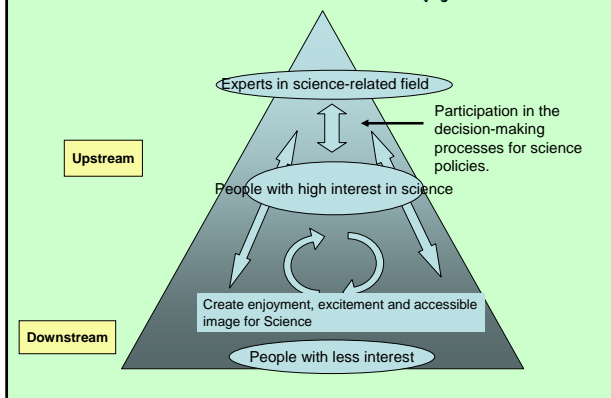 Experts in science-related field
Participation in the
decision-making
processes for science
policies.
Upstream
People with high interest in science
Create enjoyment, excitement and accessible
image for Science
Downstream
People with less interest